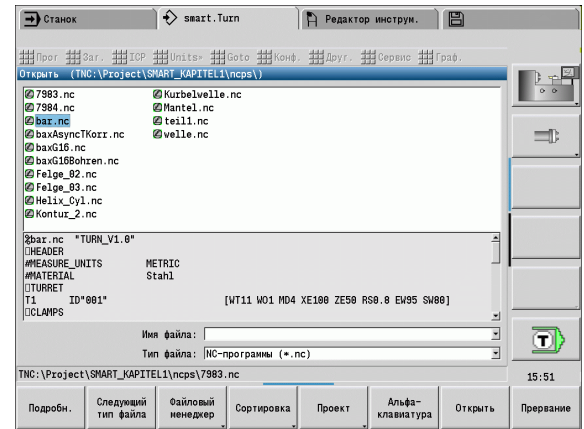 Станок
smart.Turn
Редактор инструм.
Прог Заг. ICP Units▸ Goto Конф. Друг. Сервис Граф.
Открыть (TNC:\Project\SMART_KAPITEL1\ncps\)
7983.nc Kurbelwelle.nc
7984.nc Mantel.nc
bar.nc teil1.nc
baxAsyncTKorr.nc welle.nc
baxG16.nc
baxG16Bohren.nc
Felge_02.nc
Felge_03.nc
Helix_Cyl.nc
Kontur_2.nc
%bar.nc "TURN_V1.0"
HEADER
#MEASURE_UNITS METRIC
#MATERIAL Stahl
TURRET
T1 ID"001" [WT11 WO1 MD4 XE100 ZE50 RS0.8 EW95 SW80]
CLAMPS
Имя файла:
Тип файла: NC-программы (*.nc)
TNC:\Project\SMART_KAPITEL1\ncps\7983.nc
T
15:51
Подробн.
Следующий
тип файла
Файловый
менеджер
Сортировка
Проект
Альфа-
клавиатура
Открыть
Прервание